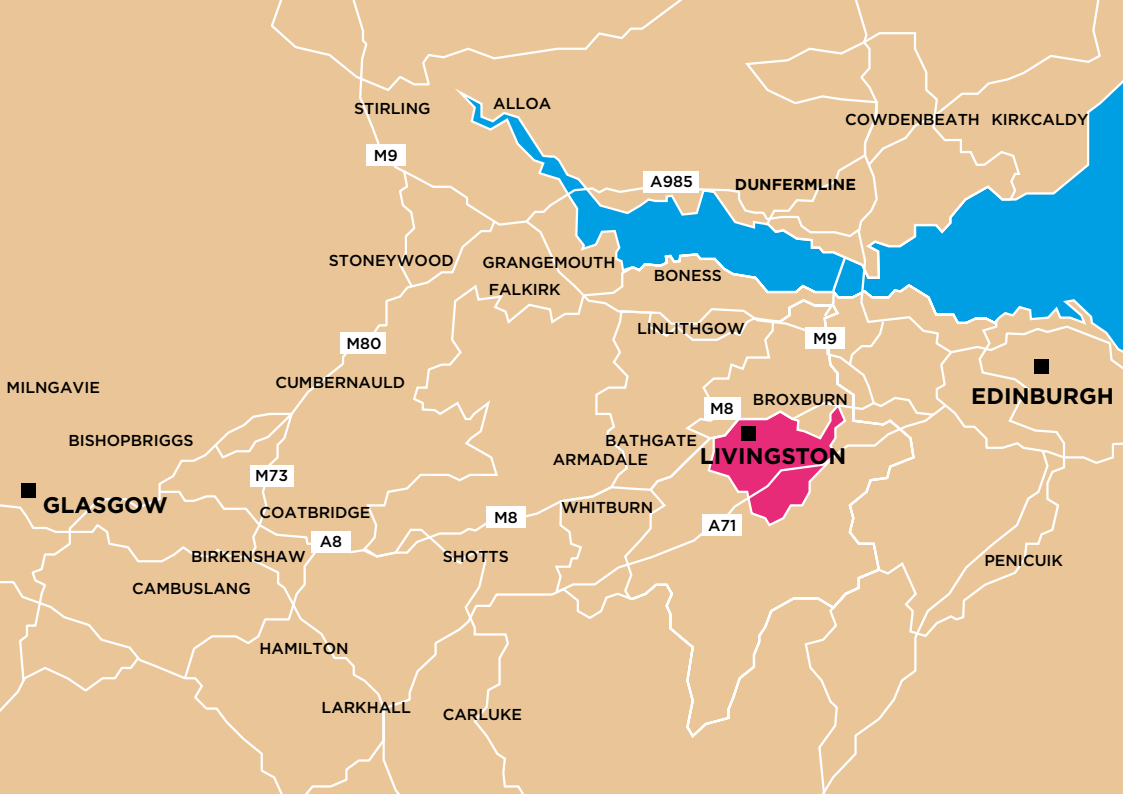 ALLOA
STIRLING
COWDENBEATH
KIRKCALDY
M9
A985
DUNFERMLINE
STONEYWOOD
GRANGEMOUTH
BONESS
FALKIRK
LINLITHGOW
M9
M80
CUMBERNAULD
MILNGAVIE
EDINBURGH
BROXBURN
M8
BISHOPBRIGGS
BATHGATE
LIVINGSTON
ARMADALE
M73
GLASGOW
WHITBURN
COATBRIDGE
M8
A71
A8
BIRKENSHAW
SHOTTS
PENICUIK
CAMBUSLANG
HAMILTON
LARKHALL
CARLUKE